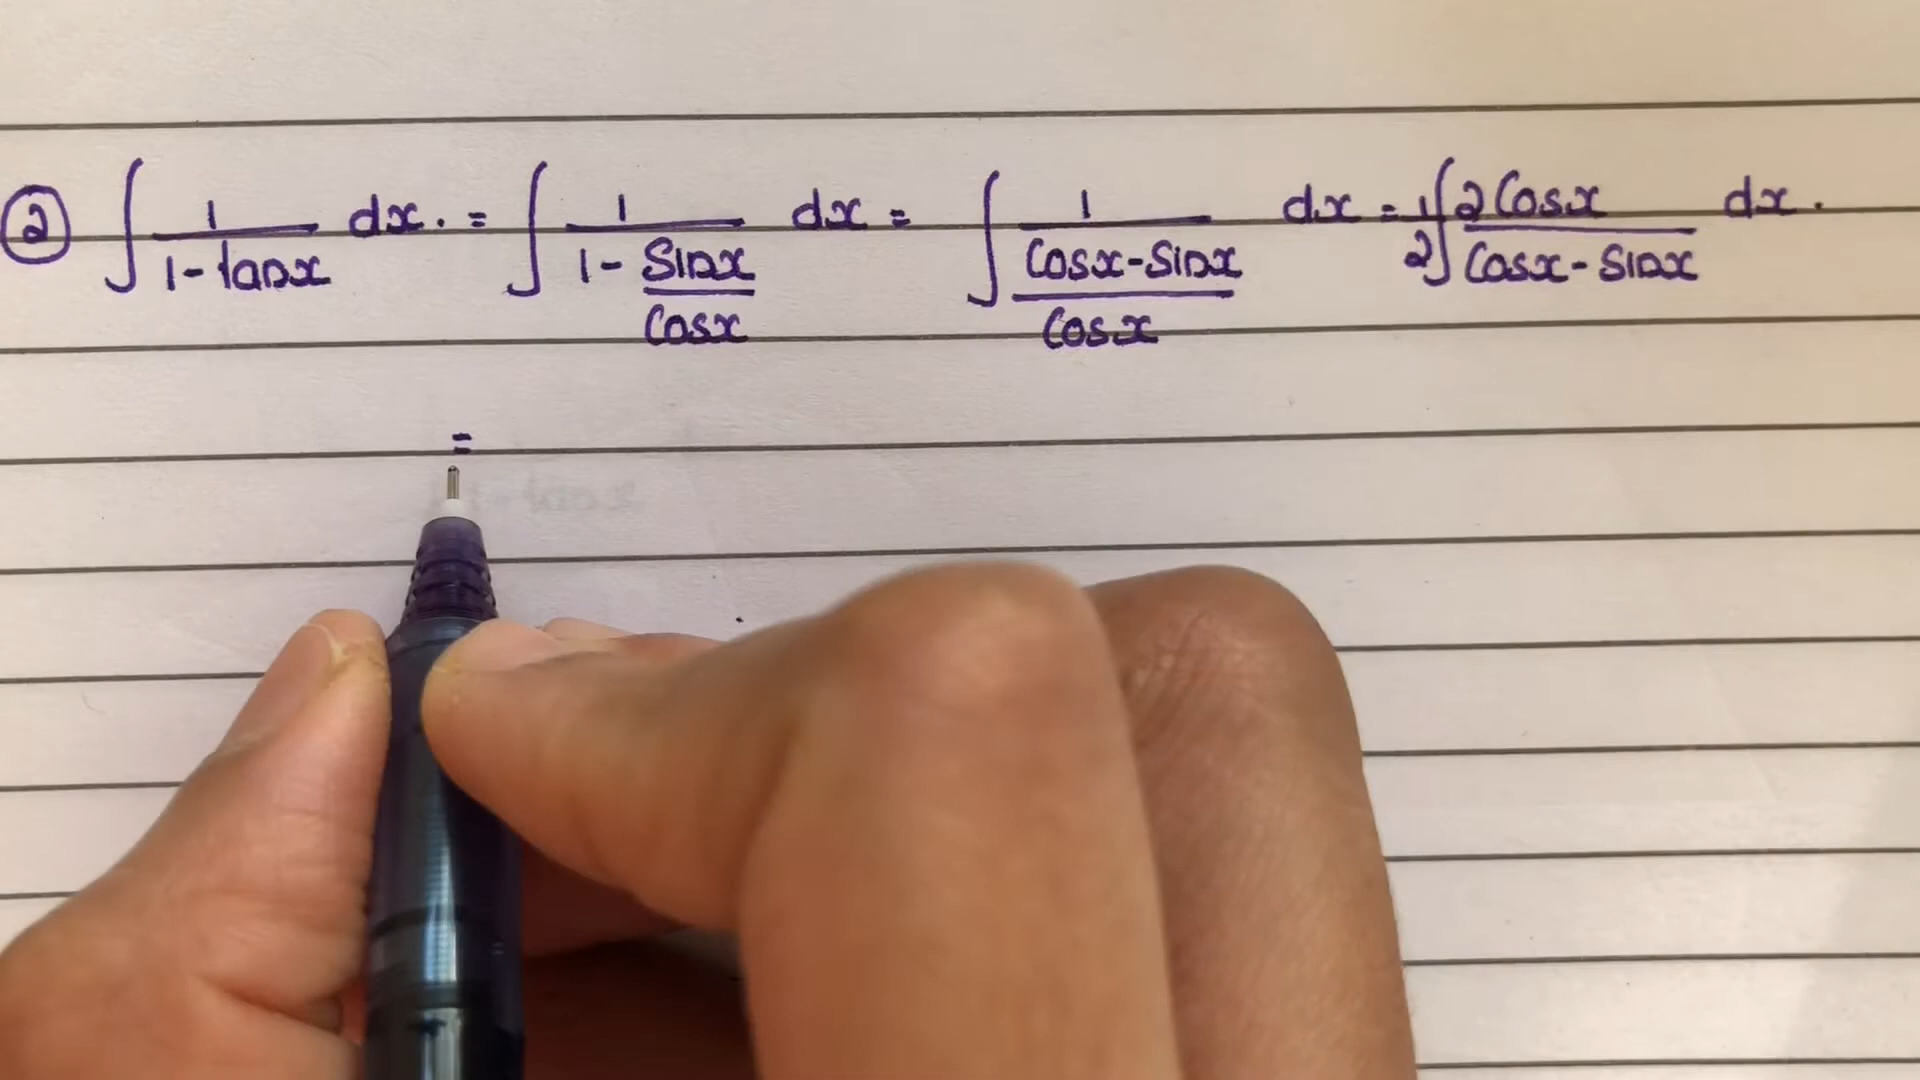 ② ∫ 1/(1-tanx) dx. = ∫ 1/(1 - Sinx/Cosx) dx = ∫ 1/((Cosx-Sinx)/Cosx) dx = 1/2 ∫ 2Cosx/(Cosx-Sinx) dx.
=